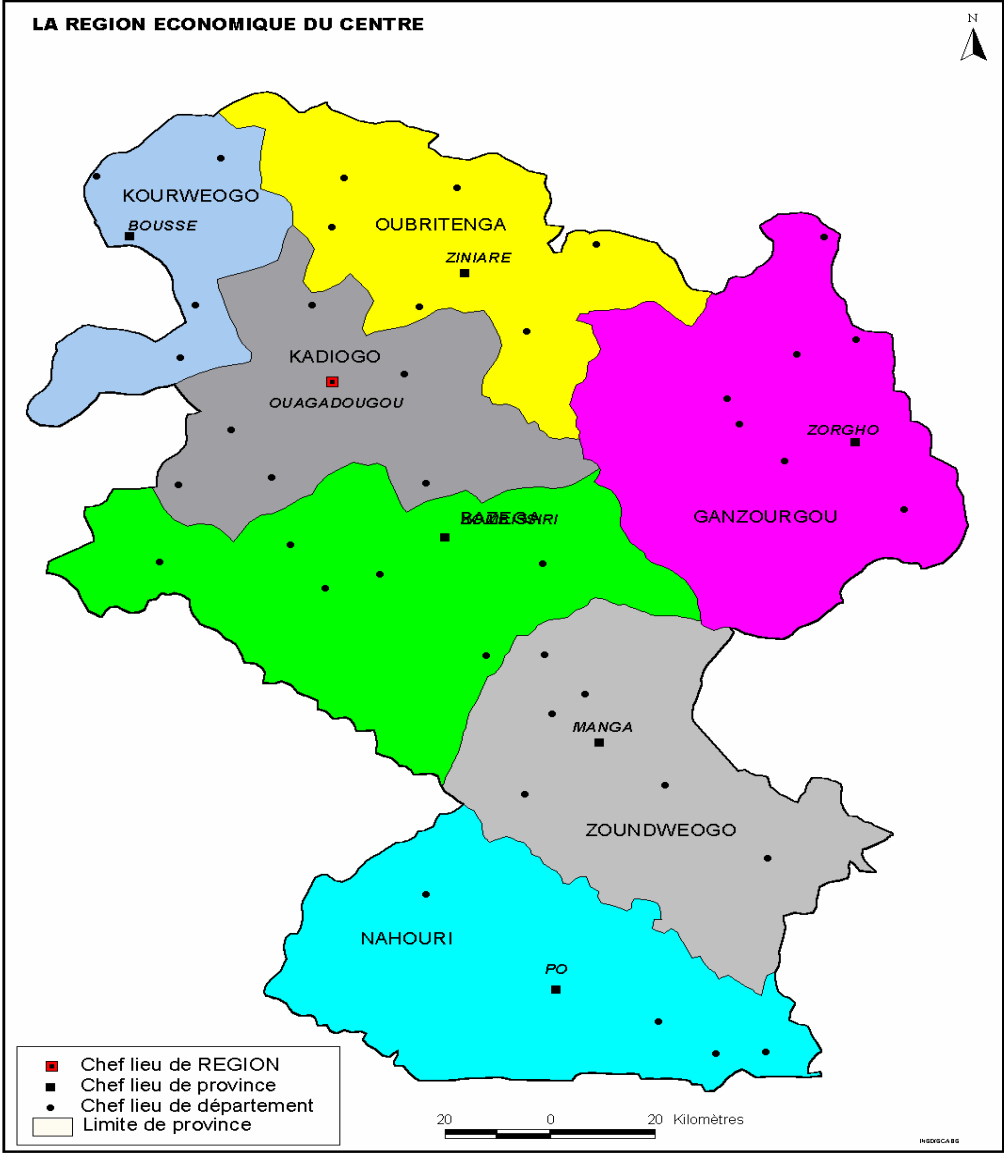 LA REGION ECONOMIQUE DU CENTRE
N
KOURWEOGO
BOUSSE
OUBRITENGA
ZINIARE
KADIOGO
OUAGADOUGOU
ZORGHO
GANZOURGOU
BAZEGA
MANGA
ZOUNDWEOGO
NAHOURI
PO
Chef lieu de REGION
Chef lieu de province
Chef lieu de département
Limite de province
20 0 20 Kilomètres